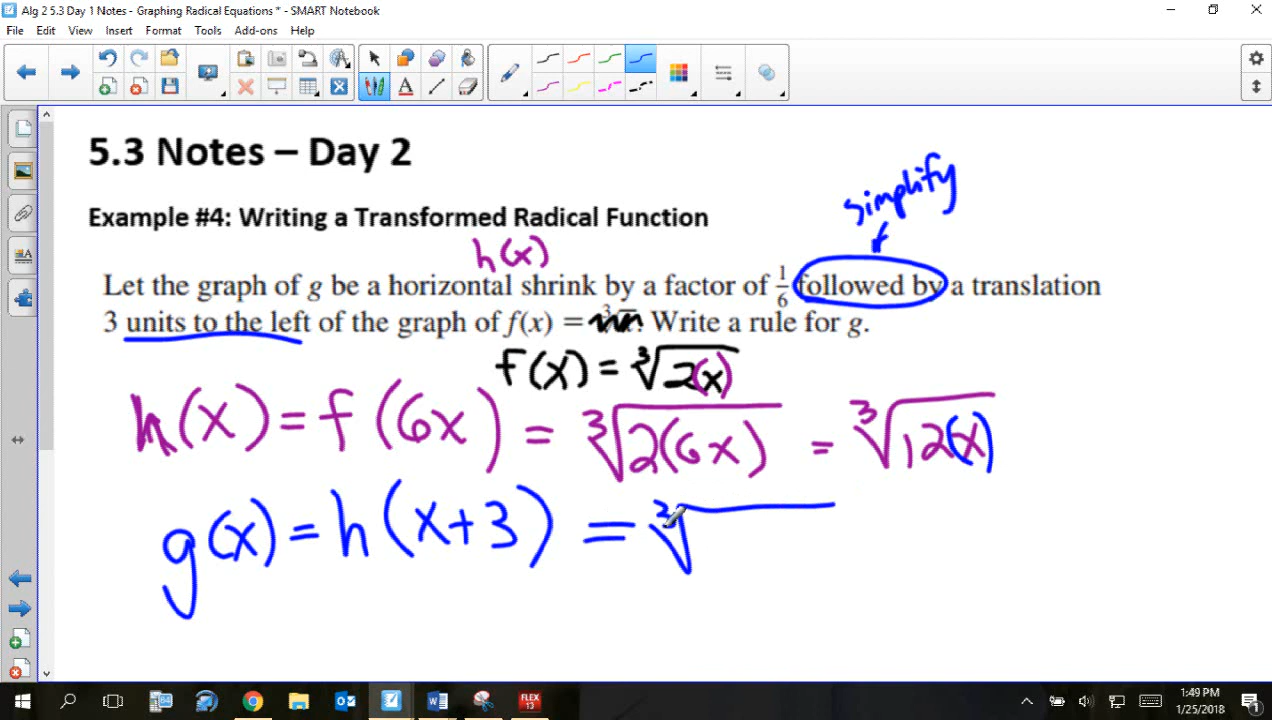 Alg 2 5.3 Day 1 Notes - Graphing Radical Equations * - SMART Notebook
File Edit View Insert Format Tools Add-ons Help
5.3 Notes – Day 2
simplify
Example #4: Writing a Transformed Radical Function
h(x)
Let the graph of g be a horizontal shrink by a factor of 1/6 followed by a translation
3 units to the left of the graph of f(x) = . Write a rule for g.
f(x) = ∛2(x)
h(x) = f(6x) = ∛2(6x) = ∛12(x)
g(x) = h(x+3) = ∛
FLEX 13
1:49 PM
1/25/2018
1